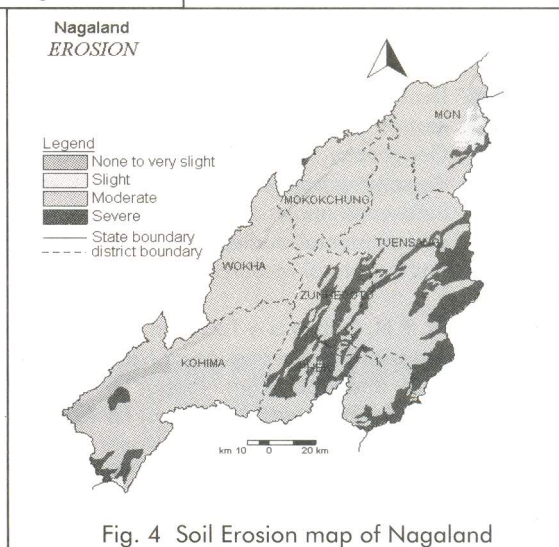 Nagaland
EROSION
Legend
None to very slight
Slight
Moderate
Severe
State boundary
district boundary
MON
MOKOKCHUNG
TUENSANG
WOKHA
ZUNHEBOTO
KOHIMA
km 10 0 20 km
Fig. 4 Soil Erosion map of Nagaland